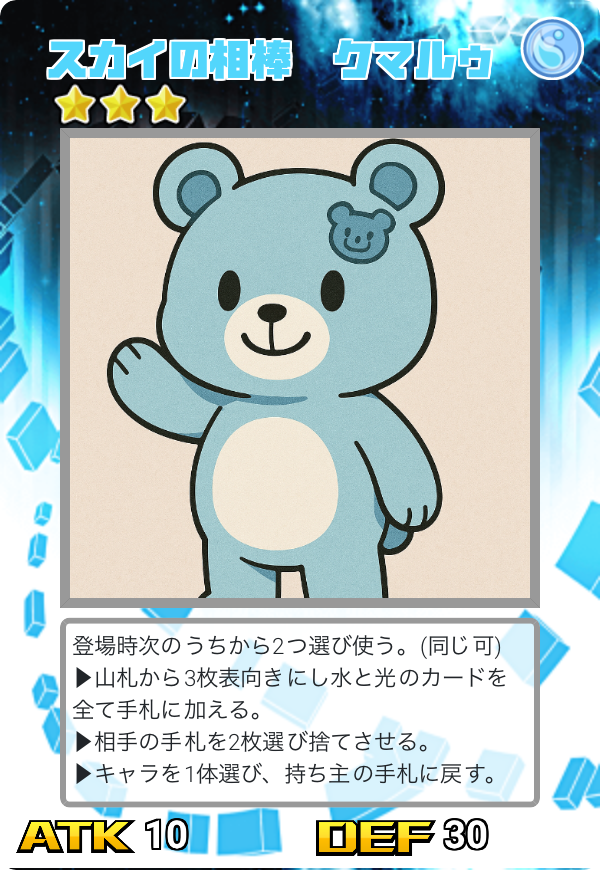 スカイの相棒 クマルゥ
登場時次のうちから2つ選び使う。(同じ可)
▶山札から3枚表向きにし水と光のカードを
全て手札に加える。
▶相手の手札を2枚選び捨てさせる。
▶キャラを1体選び、持ち主の手札に戻す。
ATK 10 DEF 30